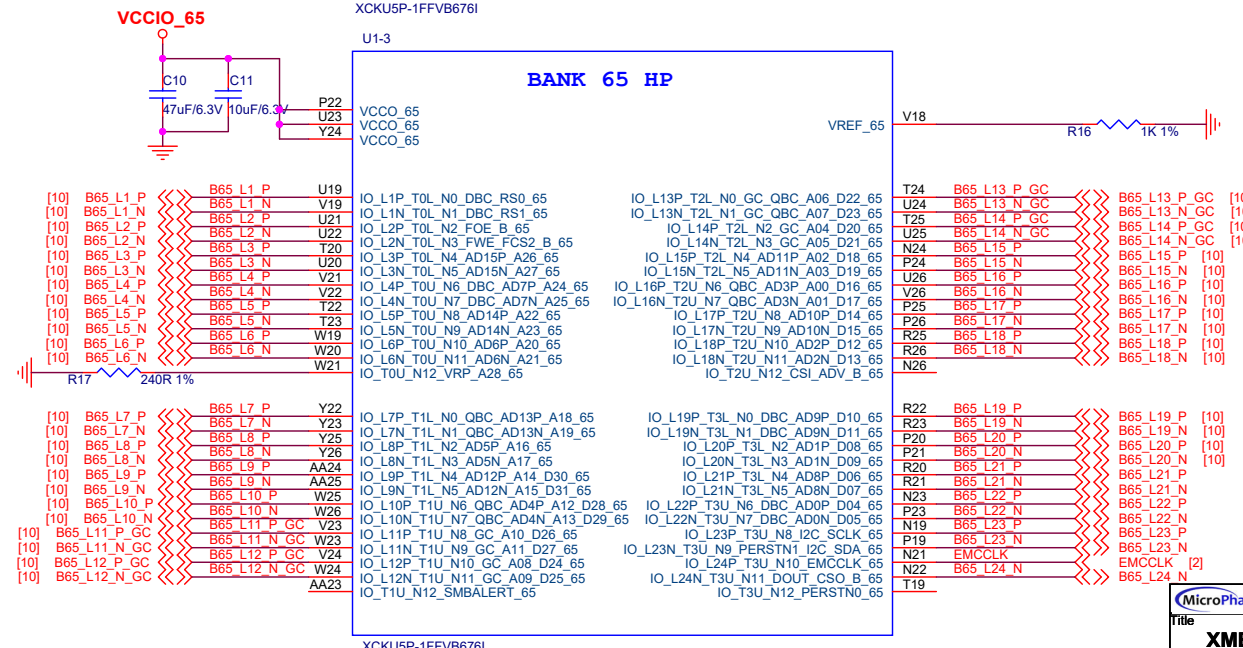 XCKU5P-1FFVB676I
VCCIO_65
U1-3
BANK 65 HP
C10
C11
47uF/6.3V
10uF/6.3V
P22 VCCO_65
U23 VCCO_65
Y24 VCCO_65
VREF_65 V18
R16 1K 1%
[10] B65_L1_P B65_L1_P U19 IO_L1P_T0L_N0_DBC_RS0_65
[10] B65_L1_N B65_L1_N V19 IO_L1N_T0L_N1_DBC_RS1_65
[10] B65_L2_P B65_L2_P U21 IO_L2P_T0L_N2_FOE_B_65
[10] B65_L2_N B65_L2_N U22 IO_L2N_T0L_N3_FWE_FCS2_B_65
[10] B65_L3_P B65_L3_P T20 IO_L3P_T0L_N4_AD15P_A26_65
[10] B65_L3_N B65_L3_N U20 IO_L3N_T0L_N5_AD15N_A27_65
[10] B65_L4_P B65_L4_P V21 IO_L4P_T0U_N6_DBC_AD7P_A24_65
[10] B65_L4_N B65_L4_N V22 IO_L4N_T0U_N7_DBC_AD7N_A25_65
[10] B65_L5_P B65_L5_P T22 IO_L5P_T0U_N8_AD14P_A22_65
[10] B65_L5_N B65_L5_N T23 IO_L5N_T0U_N9_AD14N_A23_65
[10] B65_L6_P B65_L6_P W19 IO_L6P_T0U_N10_AD6P_A20_65
[10] B65_L6_N B65_L6_N W20 IO_L6N_T0U_N11_AD6N_A21_65
R17 240R 1% W21 IO_T0U_N12_VRP_A28_65
IO_L13P_T2L_N0_GC_QBC_A06_D22_65 T24 B65_L13_P_GC B65_L13_P_GC
IO_L13N_T2L_N1_GC_QBC_A07_D23_65 U24 B65_L13_N_GC B65_L13_N_GC
IO_L14P_T2L_N2_GC_A04_D20_65 T25 B65_L14_P_GC B65_L14_P_GC
IO_L14N_T2L_N3_GC_A05_D21_65 U25 B65_L14_N_GC B65_L14_N_GC
IO_L15P_T2L_N4_AD11P_A02_D18_65 N24 B65_L15_P B65_L15_P [10]
IO_L15N_T2L_N5_AD11N_A03_D19_65 P24 B65_L15_N B65_L15_N [10]
IO_L16P_T2U_N6_QBC_AD3P_A00_D16_65 U26 B65_L16_P B65_L16_P [10]
IO_L16N_T2U_N7_QBC_AD3N_A01_D17_65 V26 B65_L16_N B65_L16_N [10]
IO_L17P_T2U_N8_AD10P_D14_65 P25 B65_L17_P B65_L17_P [10]
IO_L17N_T2U_N9_AD10N_D15_65 P26 B65_L17_N B65_L17_N [10]
IO_L18P_T2U_N10_AD2P_D12_65 R25 B65_L18_P B65_L18_P [10]
IO_L18N_T2U_N11_AD2N_D13_65 R26 B65_L18_N B65_L18_N [10]
IO_T2U_N12_CSI_ADV_B_65 N26
[10] B65_L7_P B65_L7_P Y22 IO_L7P_T1L_N0_QBC_AD13P_A18_65
[10] B65_L7_N B65_L7_N Y23 IO_L7N_T1L_N1_QBC_AD13N_A19_65
[10] B65_L8_P B65_L8_P Y25 IO_L8P_T1L_N2_AD5P_A16_65
[10] B65_L8_N B65_L8_N Y26 IO_L8N_T1L_N3_AD5N_A17_65
[10] B65_L9_P B65_L9_P AA24 IO_L9P_T1L_N4_AD12P_A14_D30_65
[10] B65_L9_N B65_L9_N AA25 IO_L9N_T1L_N5_AD12N_A15_D31_65
[10] B65_L10_P B65_L10_P W25 IO_L10P_T1U_N6_QBC_AD4P_A12_D28_65
[10] B65_L10_N B65_L10_N W26 IO_L10N_T1U_N7_QBC_AD4N_A13_D29_65
[10] B65_L11_P_GC B65_L11_P_GC V23 IO_L11P_T1U_N8_GC_A10_D26_65
[10] B65_L11_N_GC B65_L11_N_GC W23 IO_L11N_T1U_N9_GC_A11_D27_65
[10] B65_L12_P_GC B65_L12_P_GC V24 IO_L12P_T1U_N10_GC_A08_D24_65
[10] B65_L12_N_GC B65_L12_N_GC W24 IO_L12N_T1U_N11_GC_A09_D25_65
AA23 IO_T1U_N12_SMBALERT_65
IO_L19P_T3L_N0_DBC_AD9P_D10_65 R22 B65_L19_P B65_L19_P [10]
IO_L19N_T3L_N1_DBC_AD9N_D11_65 R23 B65_L19_N B65_L19_N [10]
IO_L20P_T3L_N2_AD1P_D08_65 P20 B65_L20_P B65_L20_P [10]
IO_L20N_T3L_N3_AD1N_D09_65 P21 B65_L20_N B65_L20_N [10]
IO_L21P_T3L_N4_AD8P_D06_65 R20 B65_L21_P B65_L21_P
IO_L21N_T3L_N5_AD8N_D07_65 R21 B65_L21_N B65_L21_N
IO_L22P_T3U_N6_DBC_AD0P_D04_65 N23 B65_L22_P B65_L22_P
IO_L22N_T3U_N7_DBC_AD0N_D05_65 P23 B65_L22_N B65_L22_N
IO_L23P_T3U_N8_I2C_SCLK_65 N19 B65_L23_P B65_L23_P
IO_L23N_T3U_N9_PERSTN1_I2C_SDA_65 P19 B65_L23_N B65_L23_N
IO_L24P_T3U_N10_EMCCLK_65 N21 EMCCLK EMCCLK [2]
IO_L24N_T3U_N11_DOUT_CSO_B_65 N22 B65_L24_N B65_L24_N
IO_T3U_N12_PERSTN0_65 T19
XCKU5P-1FFVB676I
MicroPha
Title